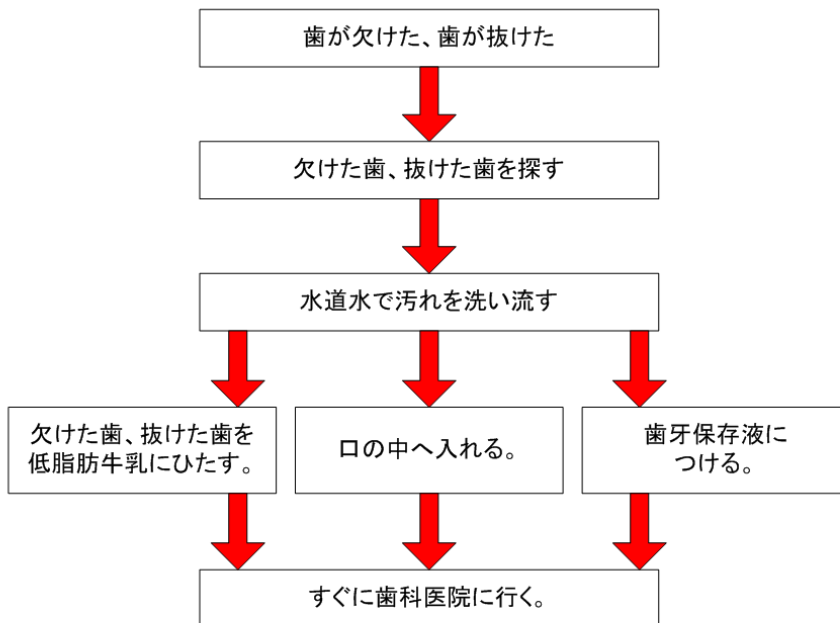 歯が欠けた、歯が抜けた
欠けた歯、抜けた歯を探す
水道水で汚れを洗い流す
欠けた歯、抜けた歯を
低脂肪牛乳にひたす。
口の中へ入れる。
歯牙保存液に
つける。
すぐに歯科医院に行く。